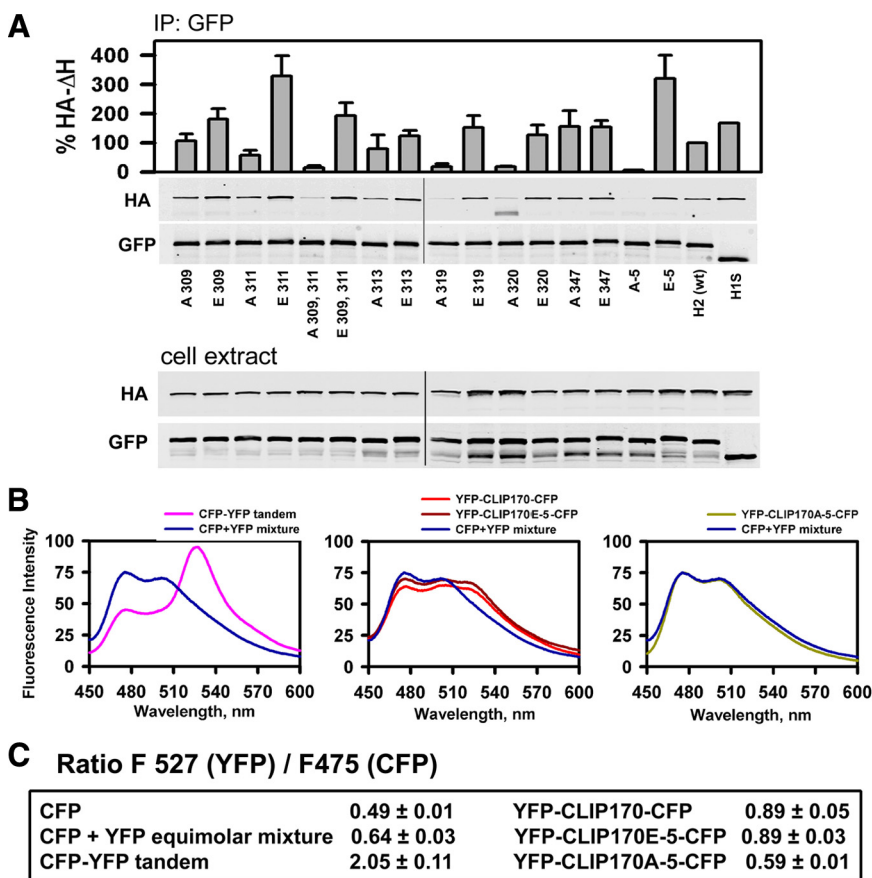 A
IP: GFP
% HA-ΔH
400
300
200
100
0
HA
GFP
A 309
E 309
A 311
E 311
A 309, 311
E 309, 311
A 313
E 313
A 319
E 319
A 320
E 320
A 347
E 347
A-5
E-5
H2 (wt)
H1S
cell extract
HA
GFP
B
CFP-YFP tandem
CFP+YFP mixture
YFP-CLIP170-CFP
YFP-CLIP170E-5-CFP
CFP+YFP mixture
YFP-CLIP170A-5-CFP
CFP+YFP mixture
Fluorescence Intensity
100
75
50
25
0
450 480 510 570 600
Wavelength, nm
100
75
50
25
0
450 480 510 570 600
Wavelength, nm
100
75
50
25
0
450 480 510 570 600
Wavelength, nm
C
Ratio F 527 (YFP) / F475 (CFP)
CFP 0.49 ± 0.01 YFP-CLIP170-CFP 0.89 ± 0.05
CFP + YFP equimolar mixture 0.64 ± 0.03 YFP-CLIP170E-5-CFP 0.89 ± 0.03
CFP-YFP tandem 2.05 ± 0.11 YFP-CLIP170A-5-CFP 0.59 ± 0.01